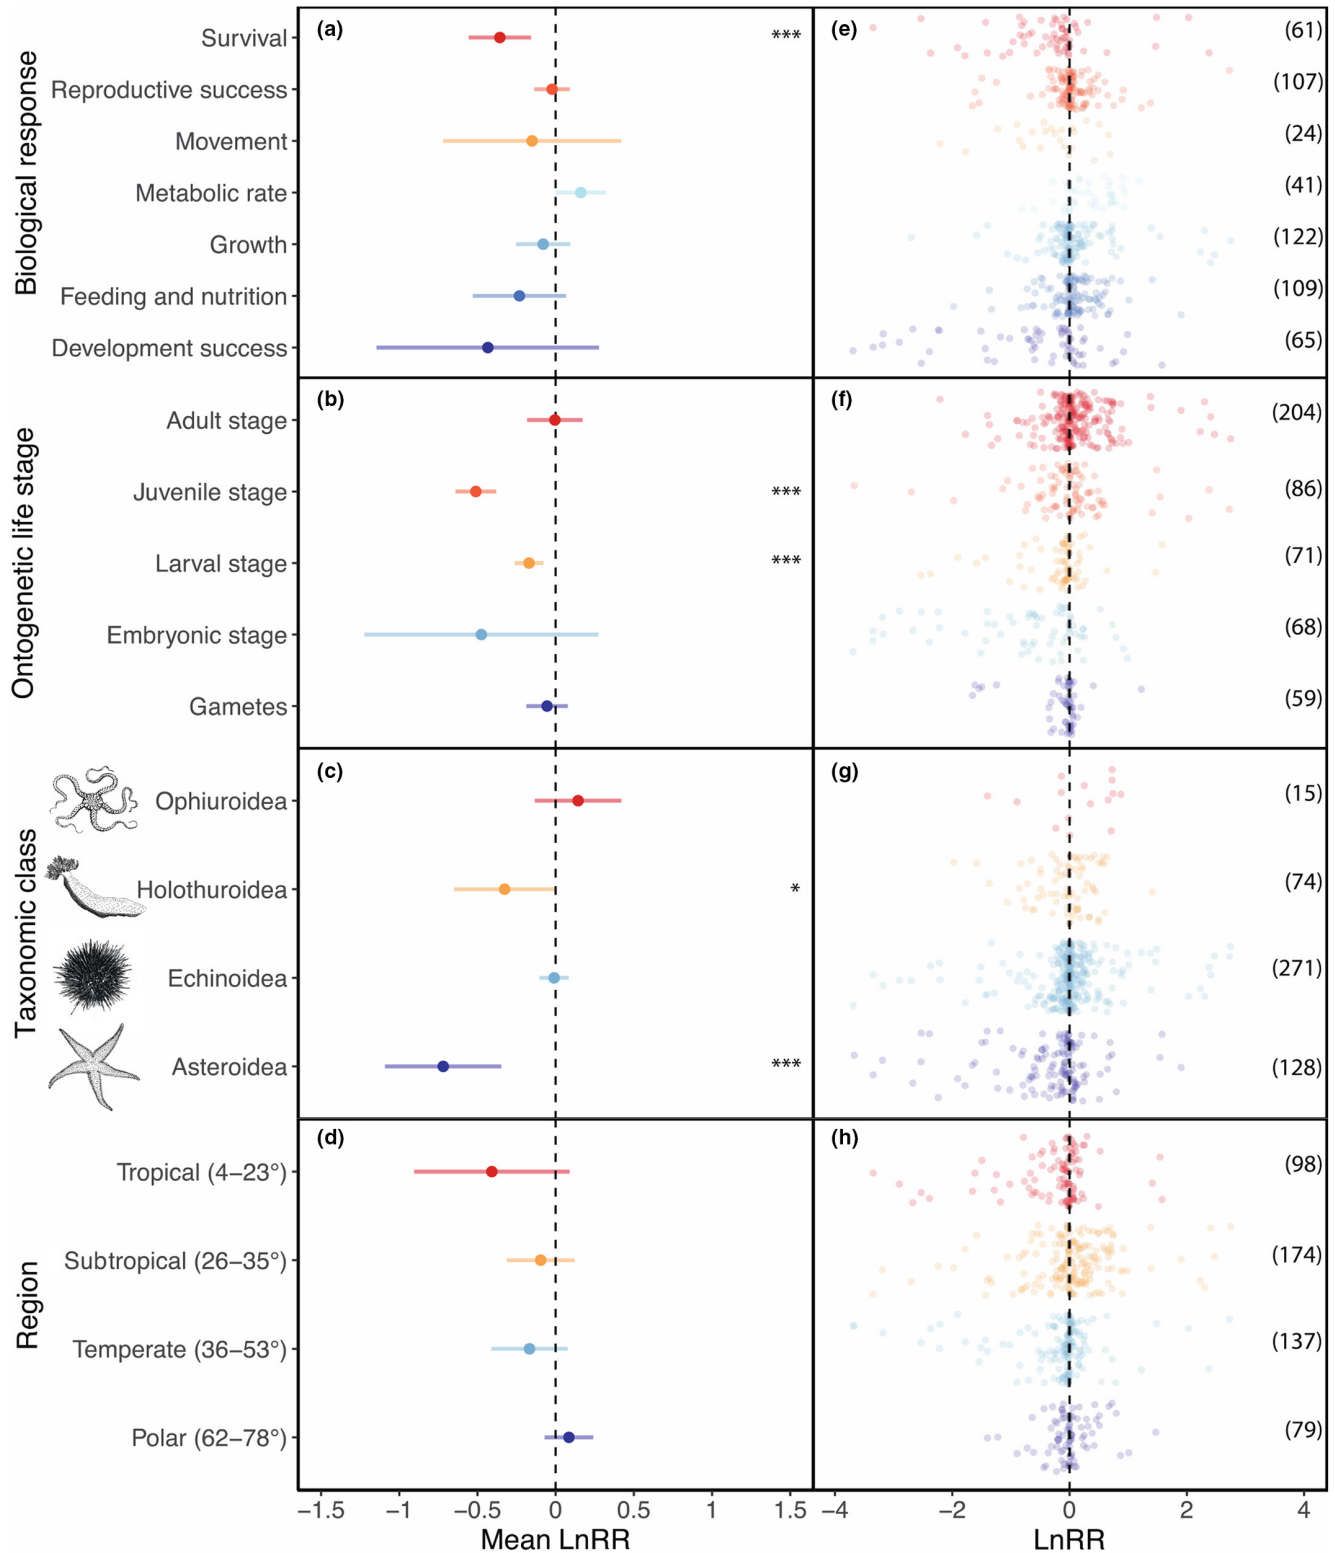 Biological response
(a)
(e)
Survival
***
(61)
Reproductive success
(107)
Movement
(24)
Metabolic rate
(41)
Growth
(122)
Feeding and nutrition
(109)
Development success
(65)
Ontogenetic life stage
(b)
(f)
Adult stage
(204)
Juvenile stage
***
(86)
Larval stage
***
(71)
Embryonic stage
(68)
Gametes
(59)
Taxonomic class
(c)
(g)
Ophiuroidea
(15)
Holothuroidea
*
(74)
Echinoidea
(271)
Asteroidea
***
(128)
Region
(d)
(h)
Tropical (4–23°)
(98)
Subtropical (26–35°)
(174)
Temperate (36–53°)
(137)
Polar (62–78°)
(79)
−1.5 −1 −0.5 0 0.5 1 1.5
−4 −2 0 2 4
Mean LnRR
LnRR